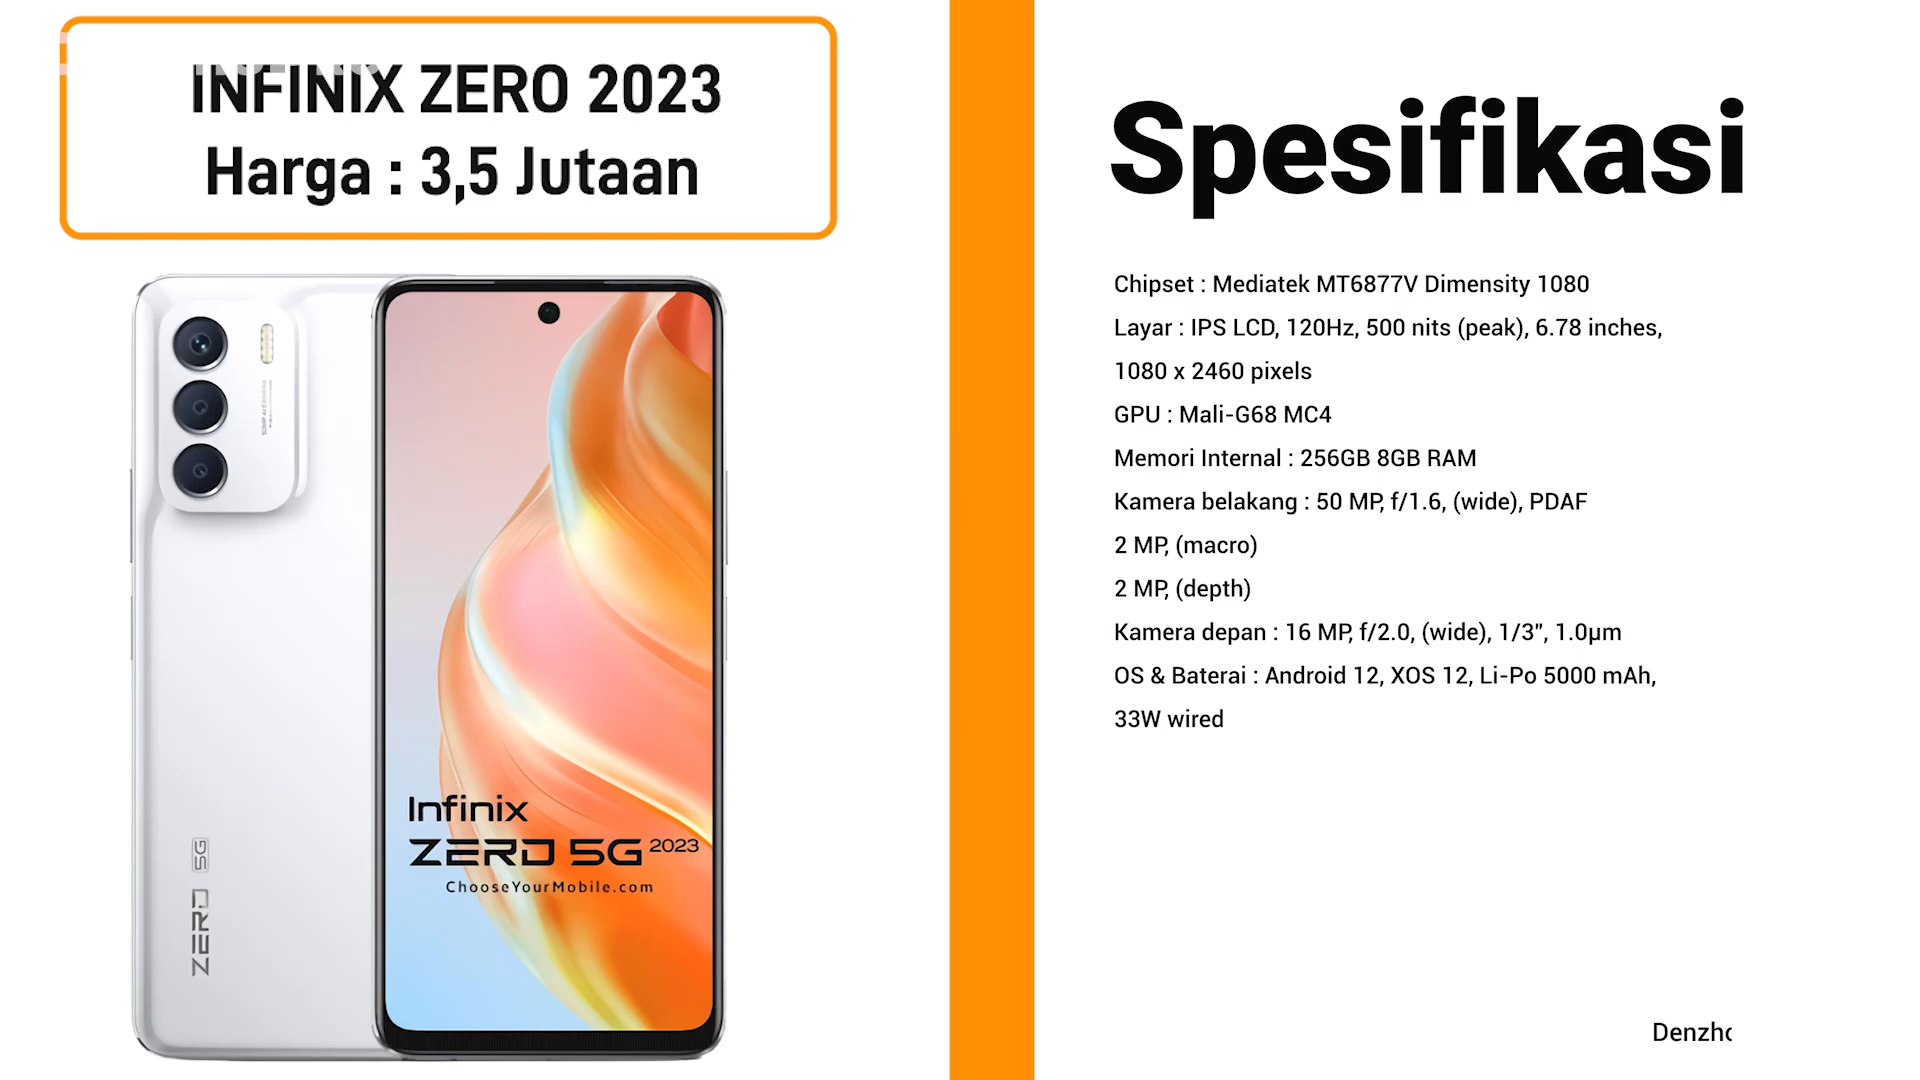 INFINIX ZERO 2023
Harga : 3,5 Jutaan
Spesifikasi
Chipset : Mediatek MT6877V Dimensity 1080
Layar : IPS LCD, 120Hz, 500 nits (peak), 6.78 inches,
1080 x 2460 pixels
GPU : Mali-G68 MC4
Memori Internal : 256GB 8GB RAM
Kamera belakang : 50 MP, f/1.6, (wide), PDAF
2 MP, (macro)
2 MP, (depth)
Kamera depan : 16 MP, f/2.0, (wide), 1/3", 1.0µm
OS & Baterai : Android 12, XOS 12, Li-Po 5000 mAh,
33W wired
ZERO 5G
Infinix
ZERO 5G 2023
ChooseYourMobile.com